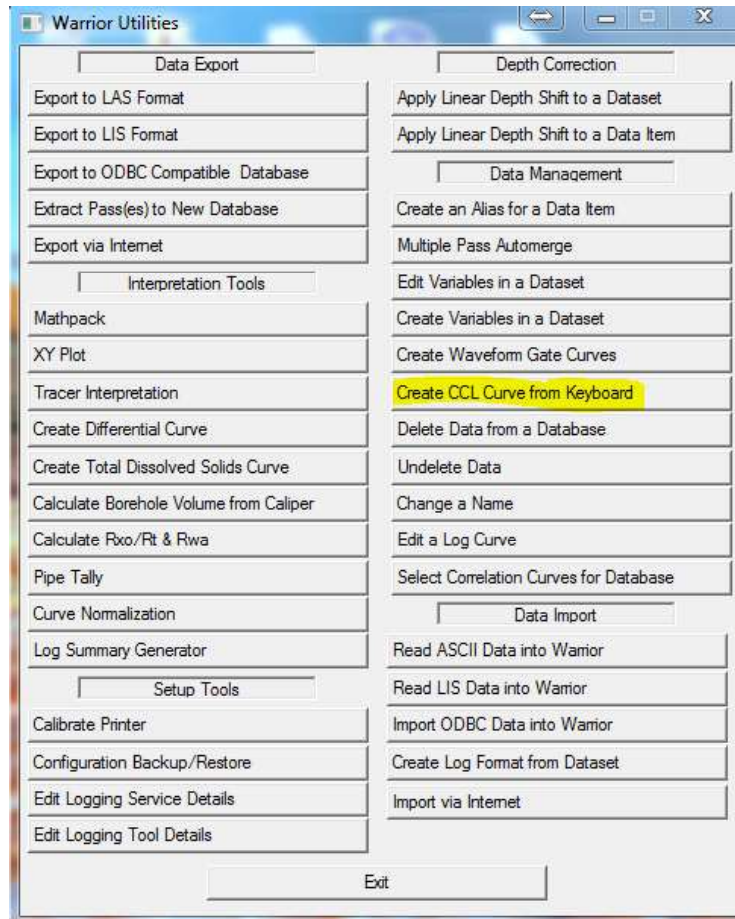 Warrior Utilities
Data Export
Export to LAS Format
Export to LIS Format
Export to ODBC Compatible Database
Extract Pass(es) to New Database
Export via Internet
Interpretation Tools
Mathpack
XY Plot
Tracer Interpretation
Create Differential Curve
Create Total Dissolved Solids Curve
Calculate Borehole Volume from Caliper
Calculate Rxo/Rt & Rwa
Pipe Tally
Curve Normalization
Log Summary Generator
Setup Tools
Calibrate Printer
Configuration Backup/Restore
Edit Logging Service Details
Edit Logging Tool Details
Depth Correction
Apply Linear Depth Shift to a Dataset
Apply Linear Depth Shift to a Data Item
Data Management
Create an Alias for a Data Item
Multiple Pass Automerge
Edit Variables in a Dataset
Create Variables in a Dataset
Create Waveform Gate Curves
Create CCL Curve from Keyboard
Delete Data from a Database
Undelete Data
Change a Name
Edit a Log Curve
Select Correlation Curves for Database
Data Import
Read ASCII Data into Warrior
Read LIS Data into Warrior
Import ODBC Data into Warrior
Create Log Format from Dataset
Import via Internet
Exit